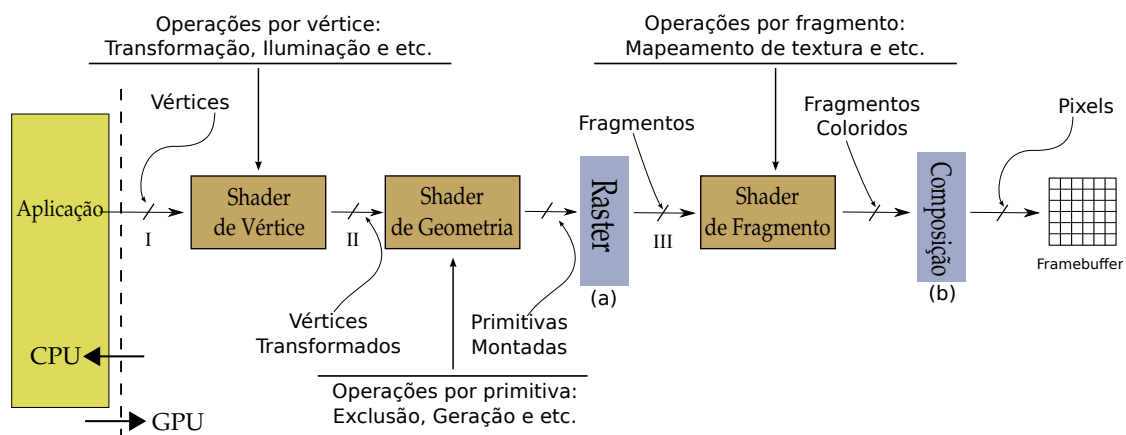 Operações por vértice:
Transformação, Iluminação e etc.
Operações por fragmento:
Mapeamento de textura e etc.
Vértices
Fragmentos
Fragmentos
Coloridos
Pixels
Aplicação
I
Shader
de Vértice
II
Shader
de Geometria
Raster
(a)
III
Shader
de Fragmento
Composição
(b)
Framebuffer
Vértices
Transformados
Primitivas
Montadas
CPU
GPU
Operações por primitiva:
Exclusão, Geração e etc.